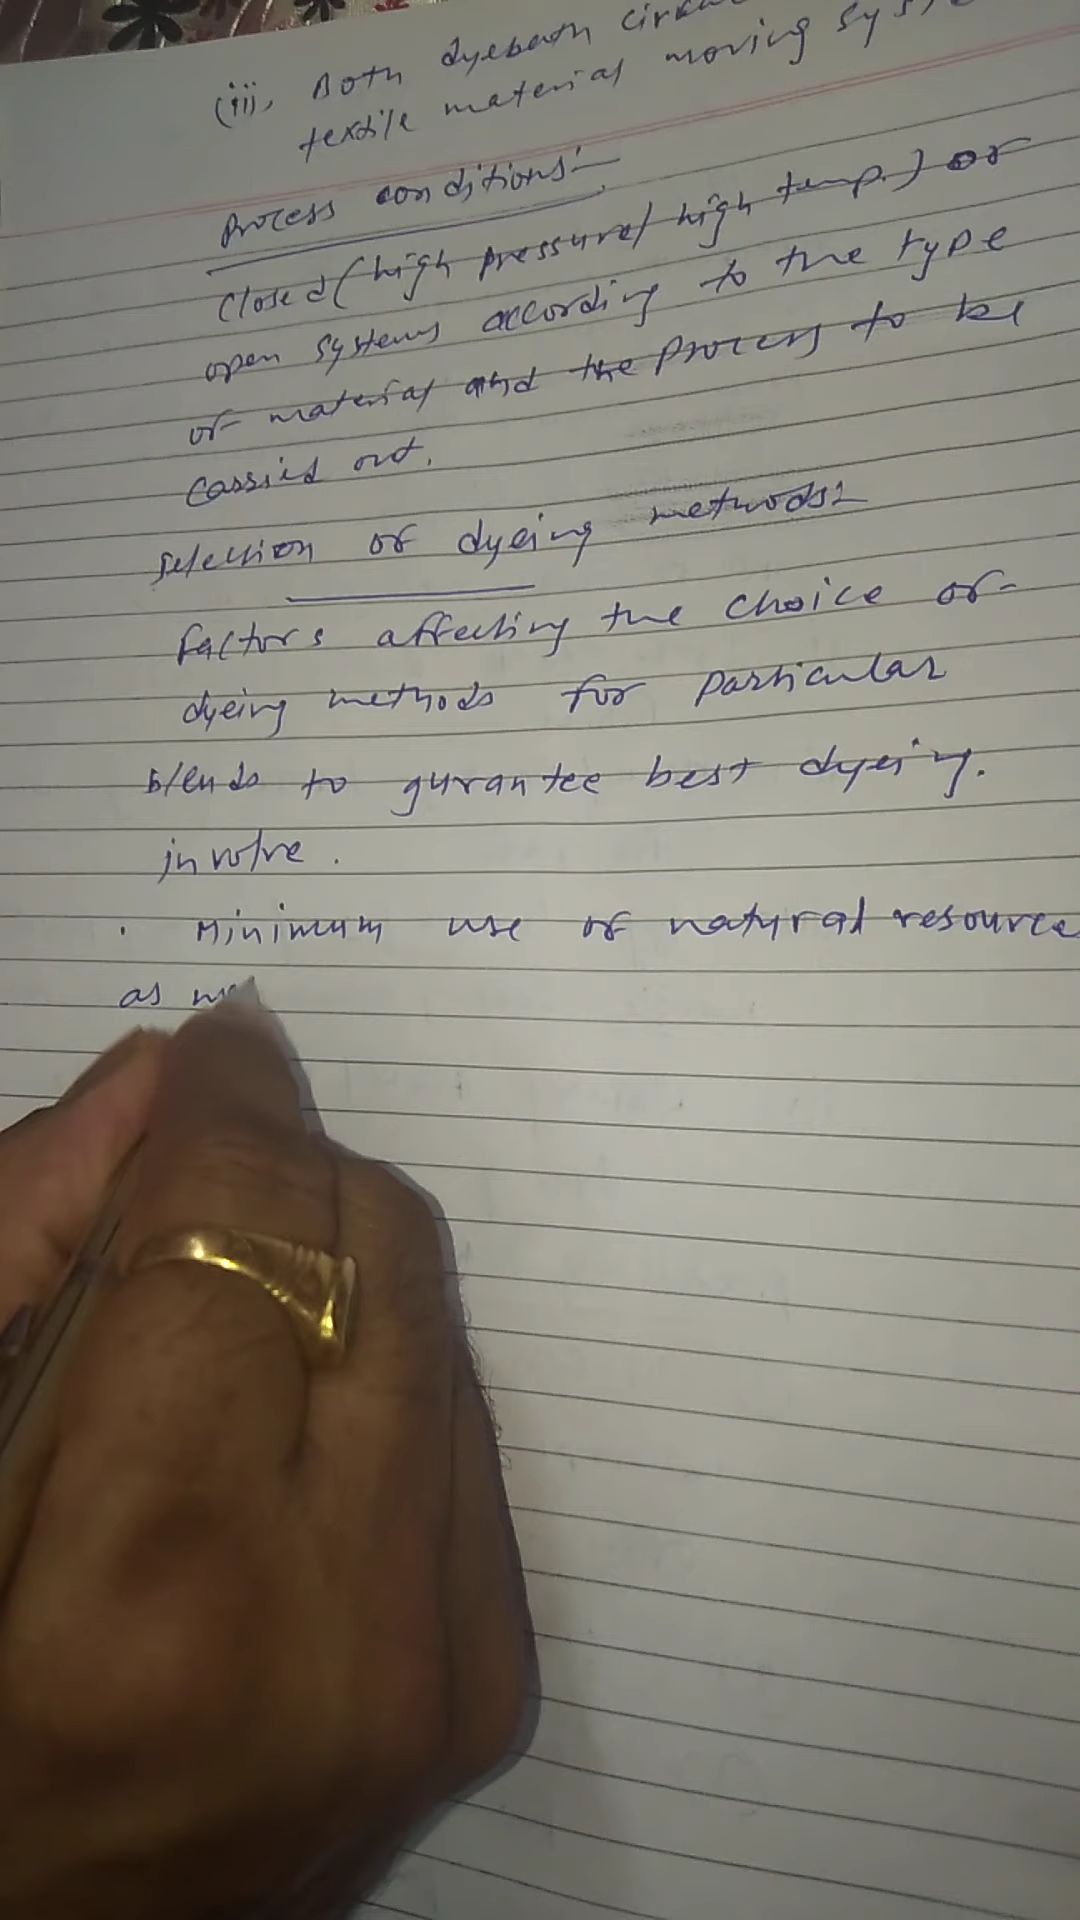 (iii), Both dyebath
textile material moving
Process conditions:-
Closed (high pressure/ high temp.) or
open systems according to the type
of material and the process to be
carried out.
Selection of dyeing methods:
Factors affecting the choice of
dyeing methods for particular
blends to gurantee best dyeing.
involve.
. Minimum use of natural resource
as